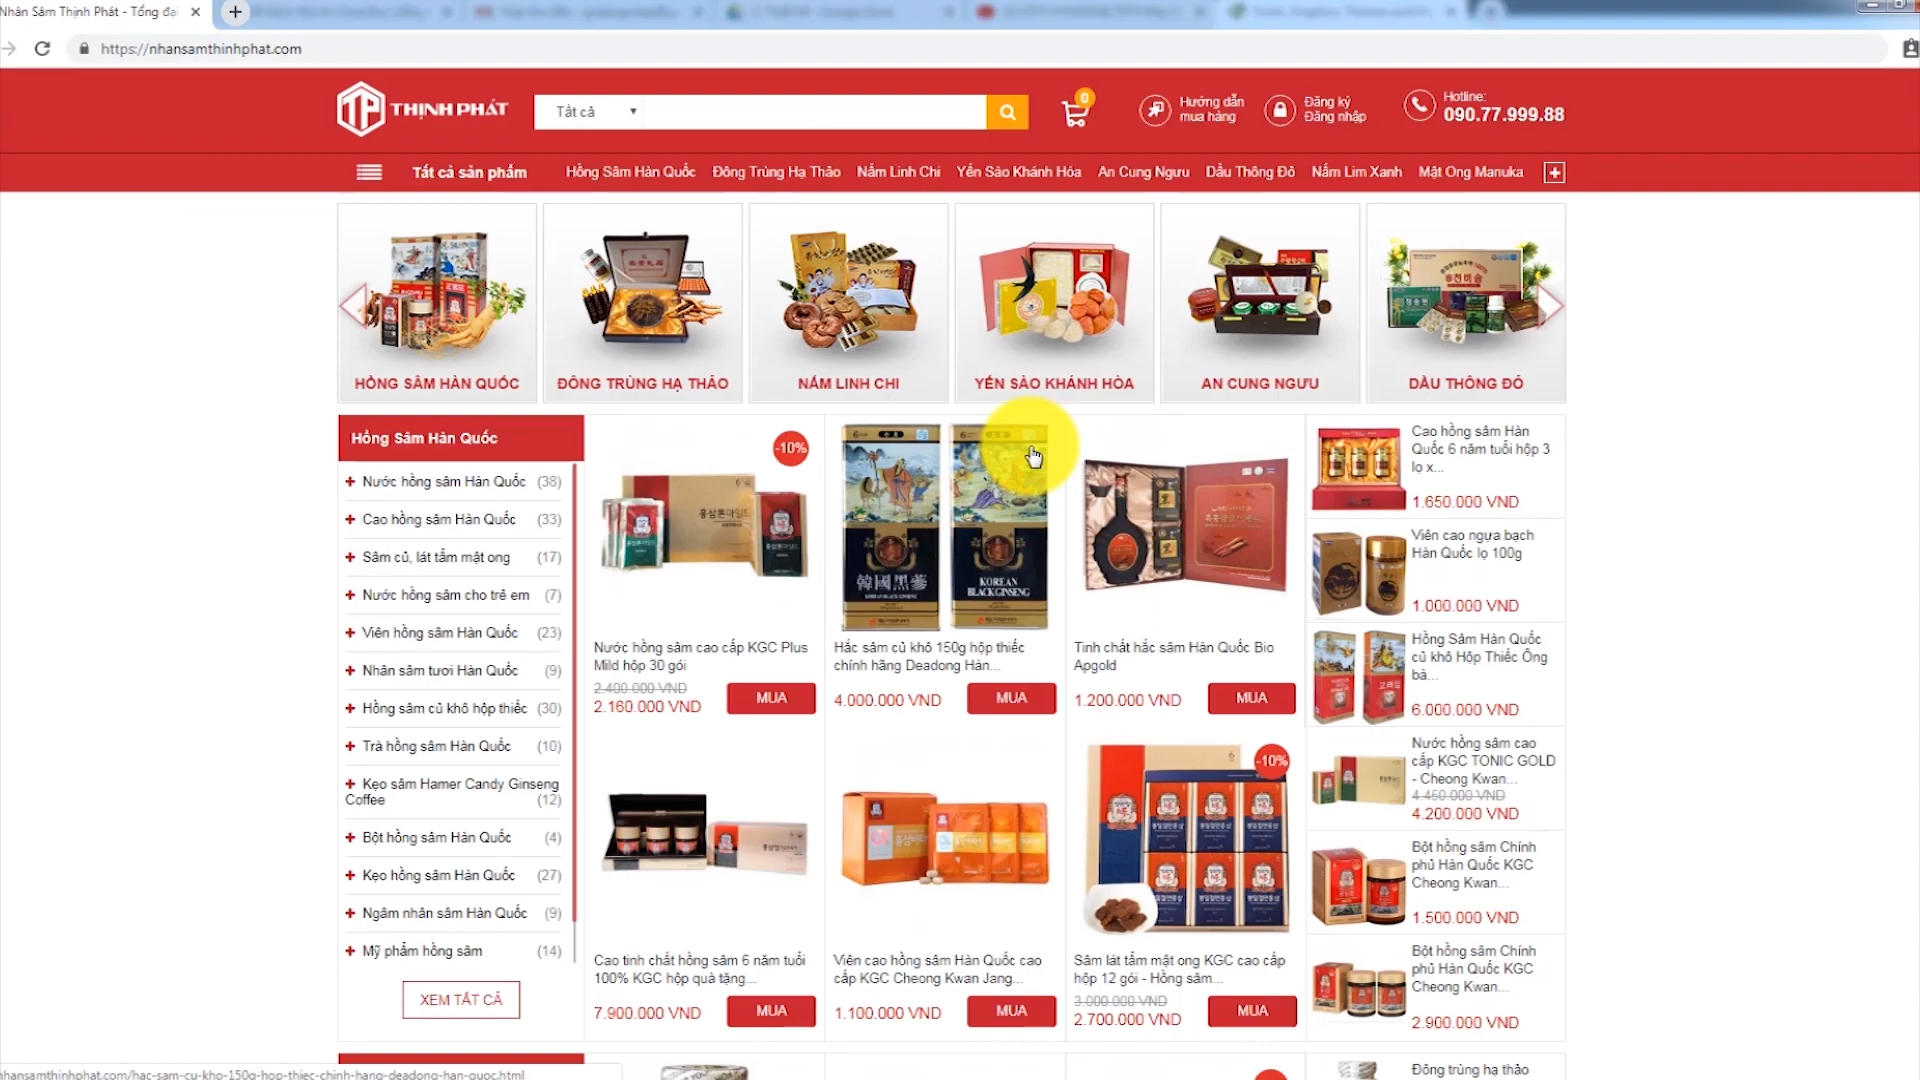 Nhân Sâm Thịnh Phát - Tổng đại
https://nhansamthinhphat.com
THỊNH PHÁT
Tất cả
0
Hướng dẫn
mua hàng
Đăng ký
Đăng nhập
Hotline:
090.77.999.88
Tất cả sản phẩm
Hồng Sâm Hàn Quốc
Đông Trùng Hạ Thảo
Nấm Linh Chi
Yến Sào Khánh Hòa
An Cung Ngưu
Dầu Thông Đỏ
Nấm Lim Xanh
Mật Ong Manuka
HỒNG SÂM HÀN QUỐC
ĐÔNG TRÙNG HẠ THẢO
NẤM LINH CHI
YẾN SÀO KHÁNH HÒA
AN CUNG NGƯU
DẦU THÔNG ĐỎ
Hồng Sâm Hàn Quốc
Nước hồng sâm Hàn Quốc (38)
Cao hồng sâm Hàn Quốc (33)
Sâm củ, lát tẩm mật ong (17)
Nước hồng sâm cho trẻ em (7)
Viên hồng sâm Hàn Quốc (23)
Nhân sâm tươi Hàn Quốc (9)
Hồng sâm củ khô hộp thiếc (30)
Trà hồng sâm Hàn Quốc (10)
Kẹo sâm Hamer Candy Ginseng
Coffee (12)
Bột hồng sâm Hàn Quốc (4)
Kẹo hồng sâm Hàn Quốc (27)
Ngâm nhân sâm Hàn Quốc (9)
Mỹ phẩm hồng sâm (14)
XEM TẤT CẢ
-10%
Nước hồng sâm cao cấp KGC Plus
Mild hộp 30 gói
2.400.000 VND
2.160.000 VND
MUA
韓國黑蔘
KOREAN
BLACK GINSENG
Hắc sâm củ khô 150g hộp thiếc
chính hãng Deadong Hàn...
4.000.000 VND
MUA
Tinh chất hắc sâm Hàn Quốc Bio
Apgold
1.200.000 VND
MUA
Cao tinh chất hồng sâm 6 năm tuổi
100% KGC hộp quà tặng...
7.900.000 VND
MUA
Viên cao hồng sâm Hàn Quốc cao
cấp KGC Cheong Kwan Jang...
1.100.000 VND
MUA
-10%
Sâm lát tẩm mật ong KGC cao cấp
hộp 12 gói - Hồng sâm...
3.000.000 VND
2.700.000 VND
MUA
Cao hồng sâm Hàn
Quốc 6 năm tuổi hộp 3
lọ x...
1.650.000 VND
Viên cao ngựa bạch
Hàn Quốc lọ 100g
1.000.000 VND
Hồng Sâm Hàn Quốc
củ khô Hộp Thiếc Ông
bà...
6.000.000 VND
Nước hồng sâm cao
cấp KGC TONIC GOLD
- Cheong Kwan...
4.450.000 VND
4.200.000 VND
Bột hồng sâm Chính
phủ Hàn Quốc KGC
Cheong Kwan...
1.500.000 VND
Bột hồng sâm Chính
phủ Hàn Quốc KGC
Cheong Kwan...
2.900.000 VND
Đông trùng hạ thảo
nhansamthinhphat.com/hac-sam-cu-kho-150g-hop-thiec-chinh-hang-deadong-han-quoc.html